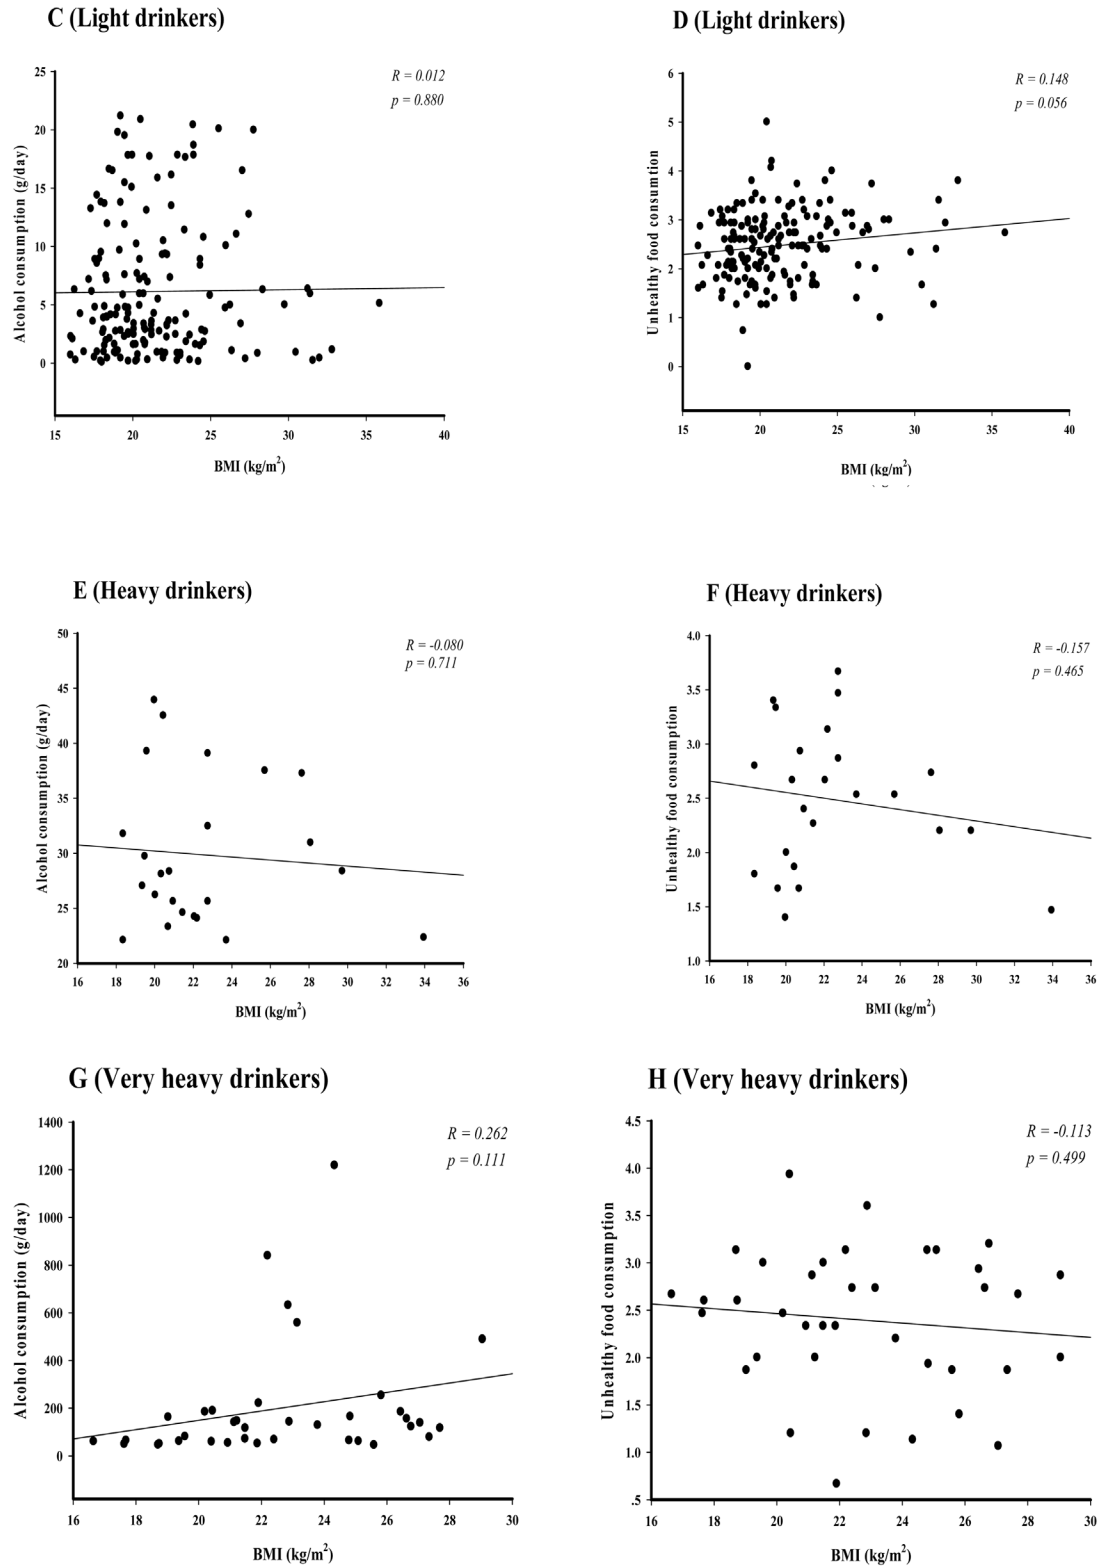 C (Light drinkers)
R = 0.012
p = 0.880
25
20
15
10
5
0
Alcohol consumption (g/day)
15 20 25 30 35 40
BMI (kg/m²)
D (Light drinkers)
R = 0.148
p = 0.056
6
5
4
3
2
1
0
Unhealthy food consumtion
15 20 25 30 35 40
BMI (kg/m²)
E (Heavy drinkers)
R = -0.080
p = 0.711
50
45
40
35
30
25
20
Alcohol consumption (g/day)
16 18 20 22 24 26 28 30 32 34 36
BMI (kg/m²)
F (Heavy drinkers)
R = -0.157
p = 0.465
4.0
3.5
3.0
2.5
2.0
1.5
1.0
Unhealthy food consumption
16 18 20 22 24 26 28 30 32 34 36
BMI (kg/m²)
G (Very heavy drinkers)
R = 0.262
p = 0.111
1400
1200
1000
800
600
400
200
0
Alcohol consumption (g/day)
16 18 20 22 24 26 28 30
BMI (kg/m²)
H (Very heavy drinkers)
R = -0.113
p = 0.499
4.5
4.0
3.5
3.0
2.5
2.0
1.5
1.0
.5
Unhealthy food consumption
16 18 20 22 24 26 28 30
BMI (kg/m²)